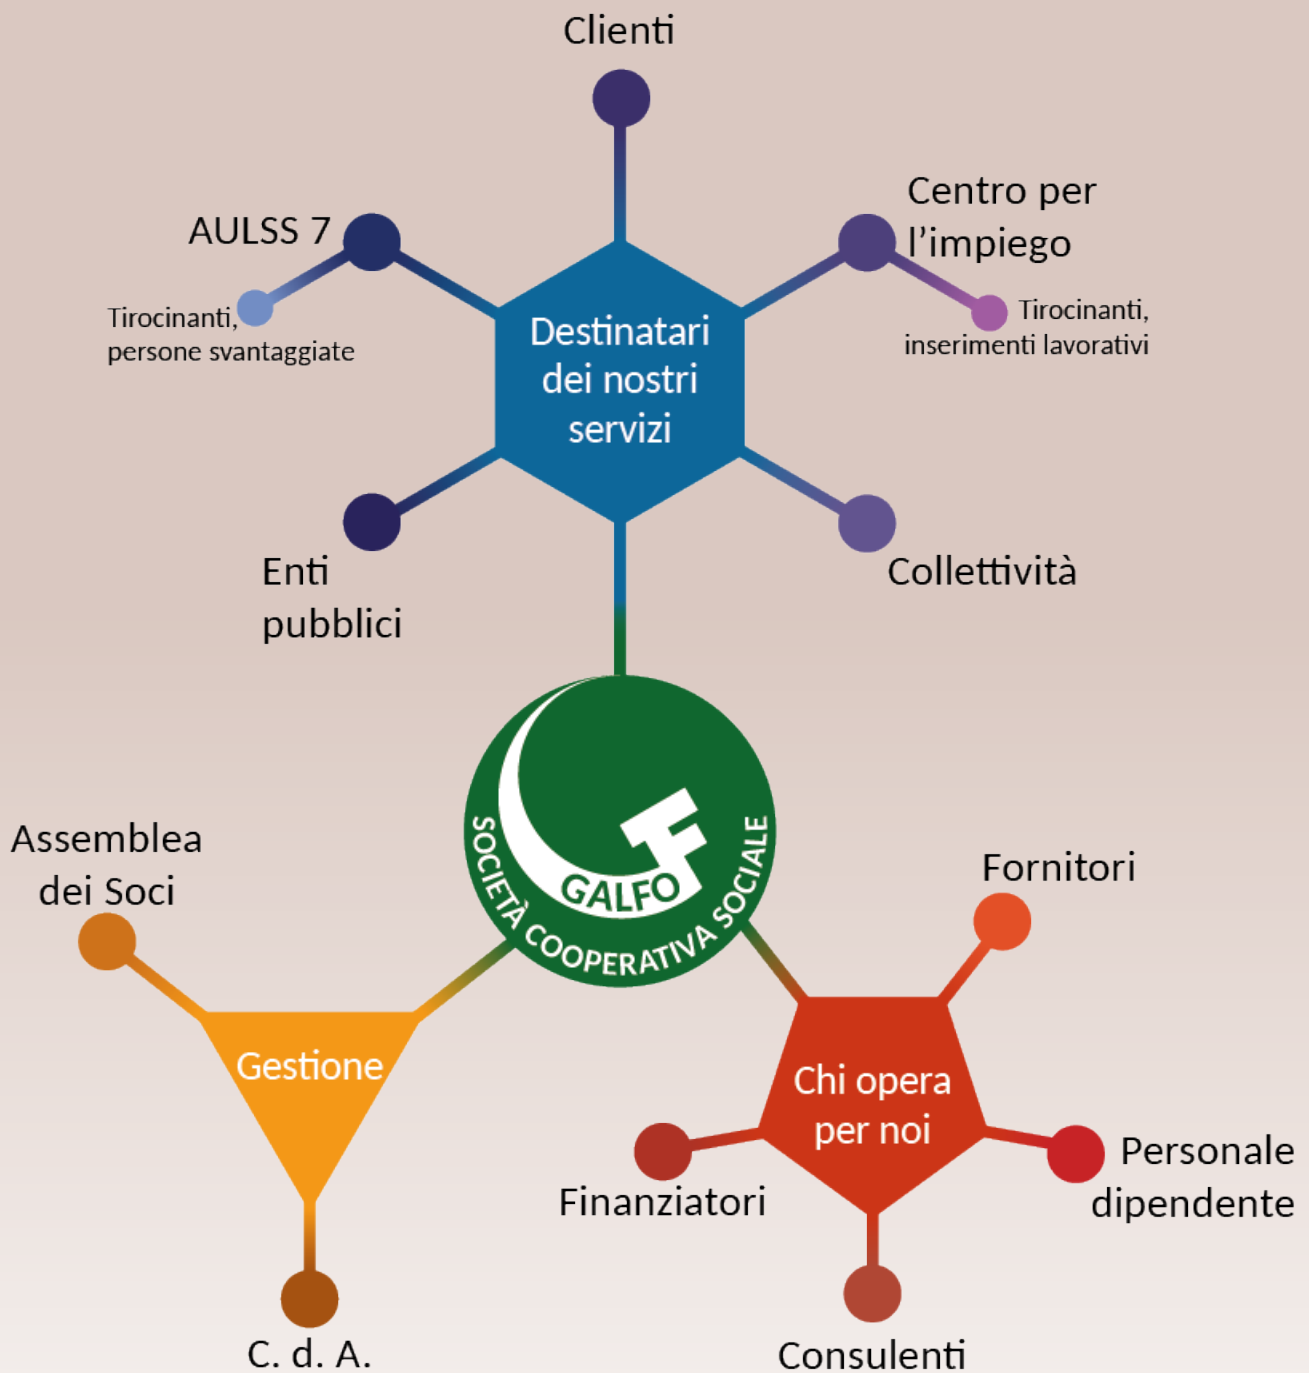 Clienti
AULSS 7
Tirocinanti,
persone svantaggiate
Centro per
l’impiego
Tirocinanti,
inserimenti lavorativi
Destinatari
dei nostri
servizi
Enti
pubblici
Collettività
GALFO
SOCIETÀ COOPERATIVA SOCIALE
Assemblea
dei Soci
Gestione
C. d. A.
Fornitori
Chi opera
per noi
Finanziatori
Personale
dipendente
Consulenti